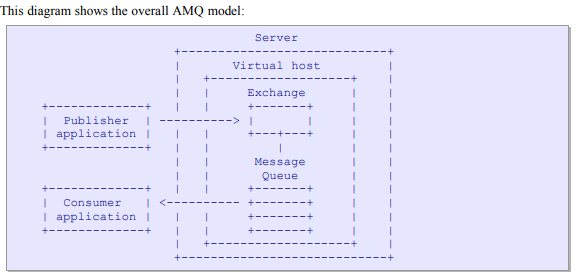 This diagram shows the overall AMQ model:
Server
Virtual host
Exchange
Publisher
application
Message
Queue
Consumer
application